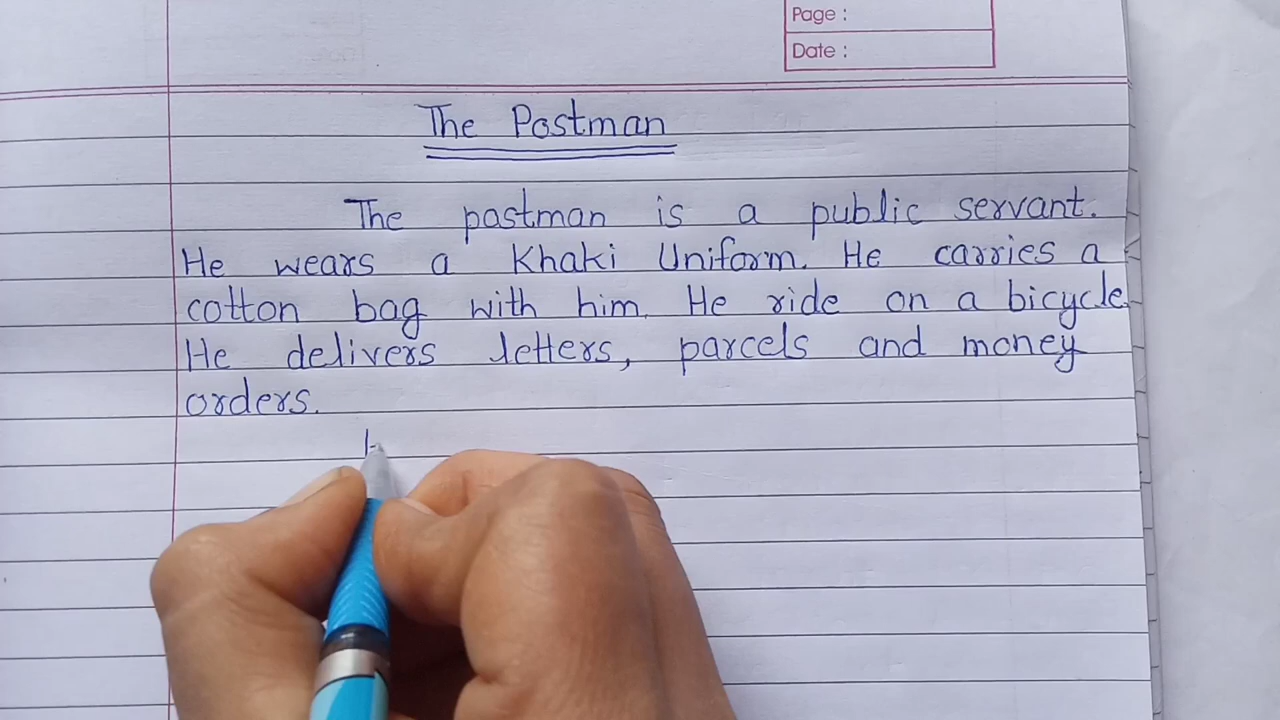 Page :
Date :
The Postman
The postman is a public servant.
He wears a Khaki Uniform. He carries a
cotton bag with him. He ride on a bicycle.
He delivers letters, parcels and money
orders.